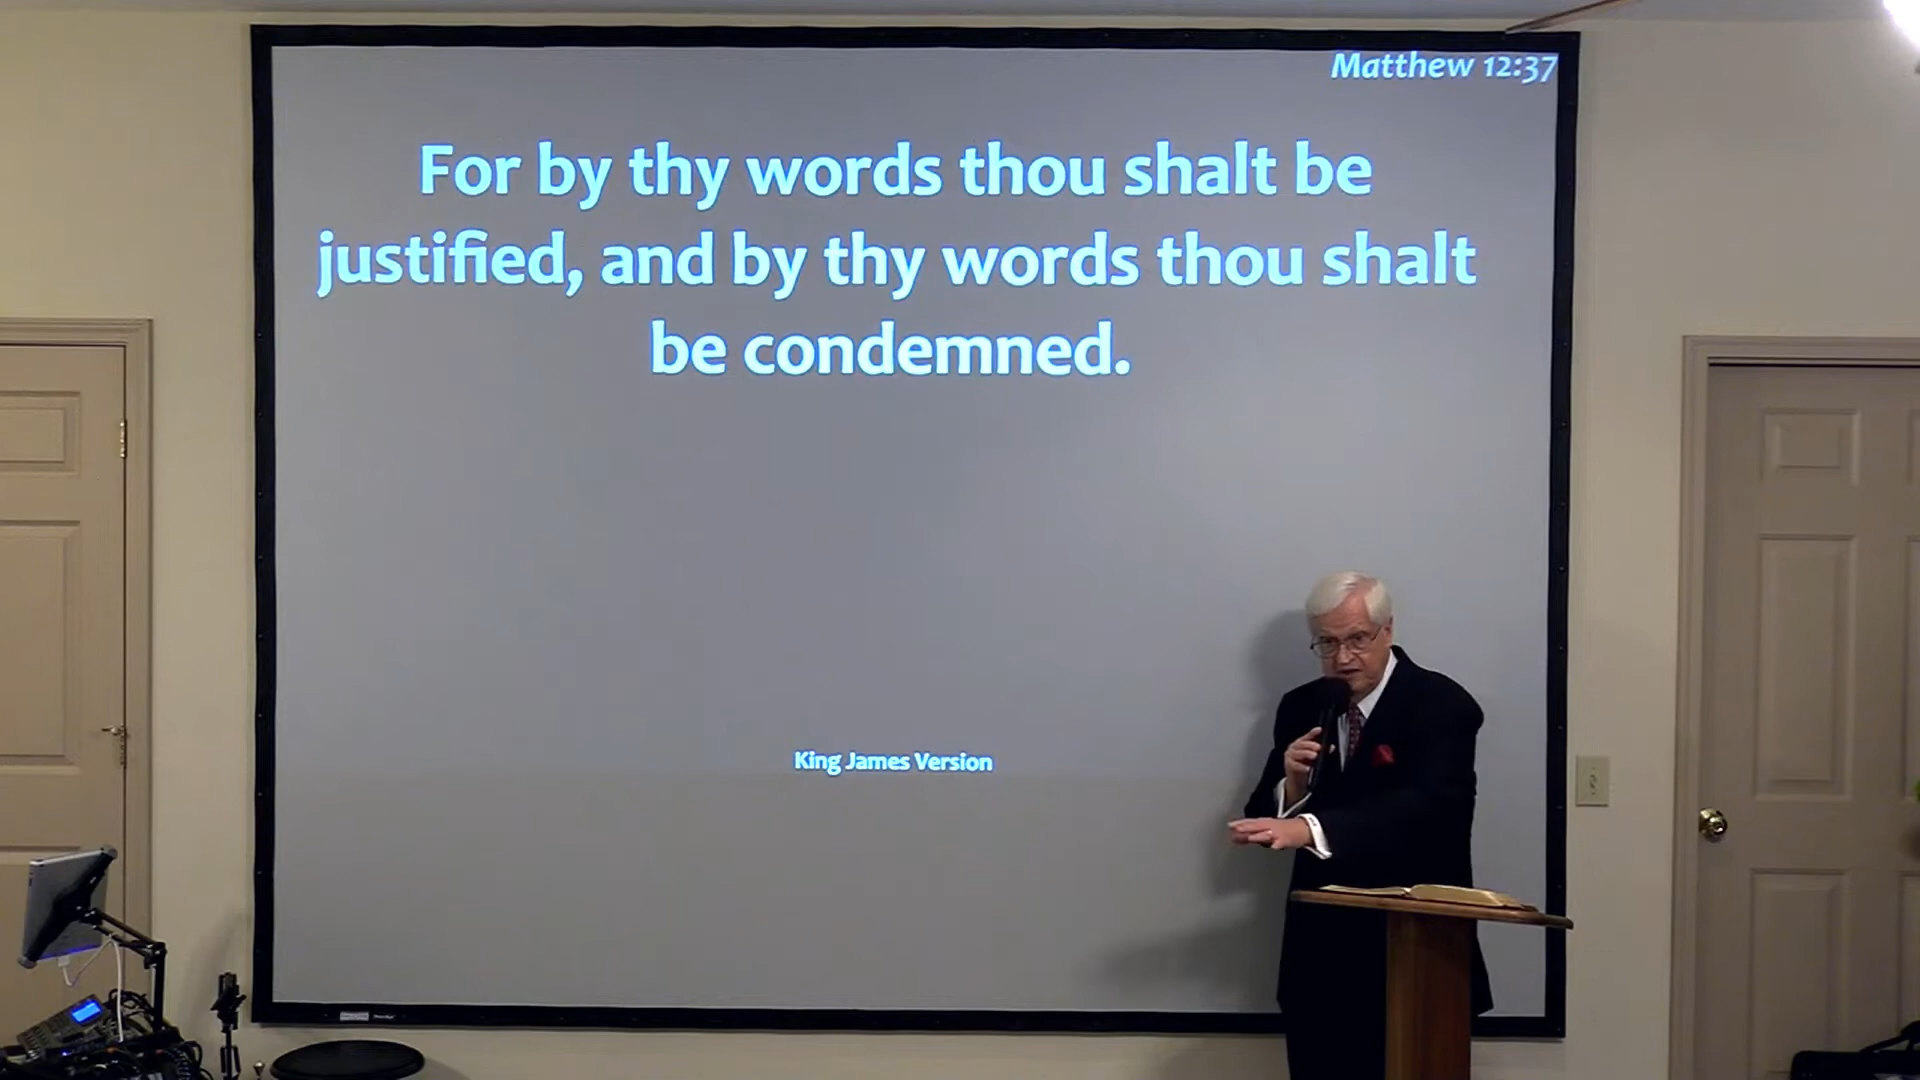 Matthew 12:37
For by thy words thou shalt be
justified, and by thy words thou shalt
be condemned.
King James Version